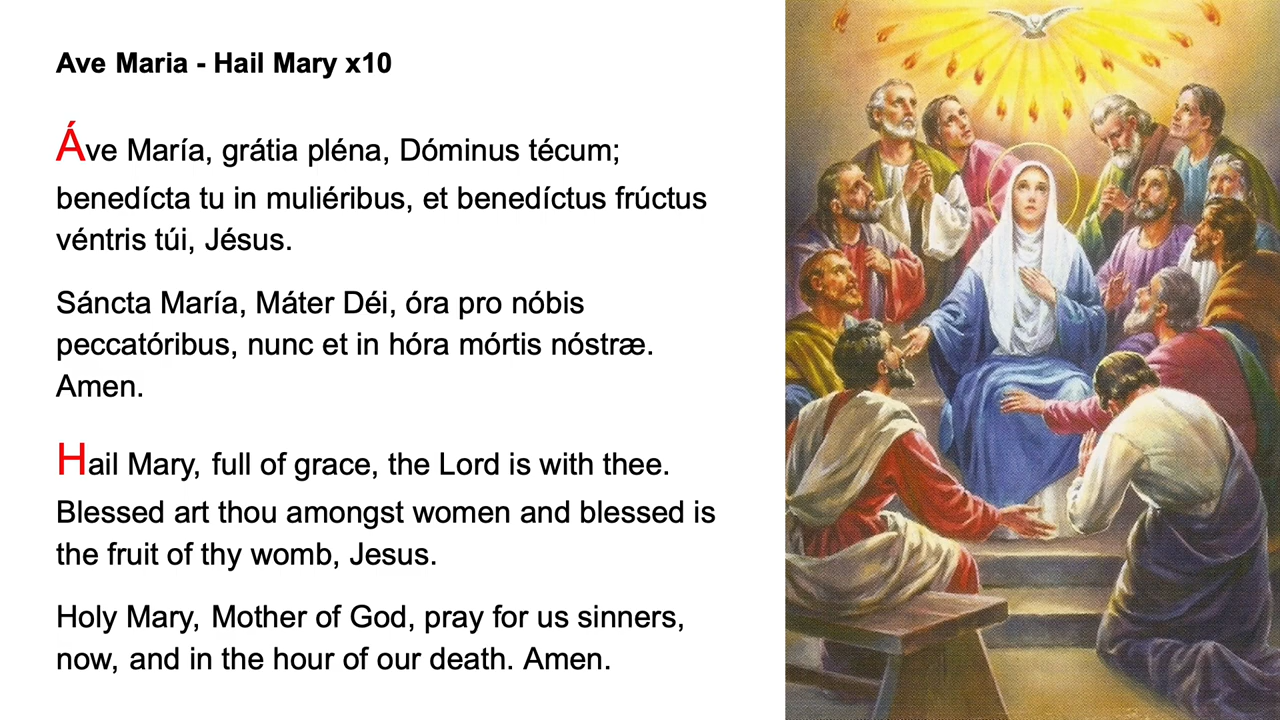 Ave Maria - Hail Mary x10
Áve María, grátia pléna, Dóminus técum;
benedícta tu in muliéribus, et benedíctus frúctus
véntris túi, Jésus.
Sáncta María, Máter Déi, óra pro nóbis
peccatóribus, nunc et in hóra mórtis nóstræ.
Amen.
Hail Mary, full of grace, the Lord is with thee.
Blessed art thou amongst women and blessed is
the fruit of thy womb, Jesus.
Holy Mary, Mother of God, pray for us sinners,
now, and in the hour of our death. Amen.